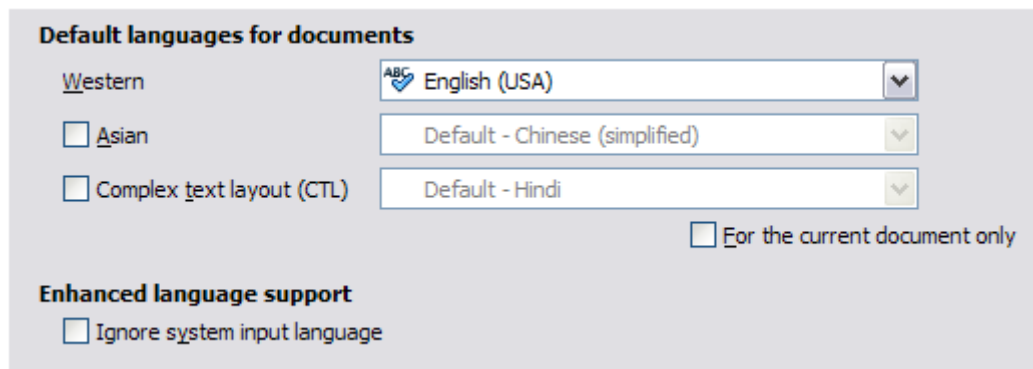 Default languages for documents
Western ABC English (USA)
Asian Default - Chinese (simplified)
Complex text layout (CTL) Default - Hindi
For the current document only
Enhanced language support
Ignore system input language